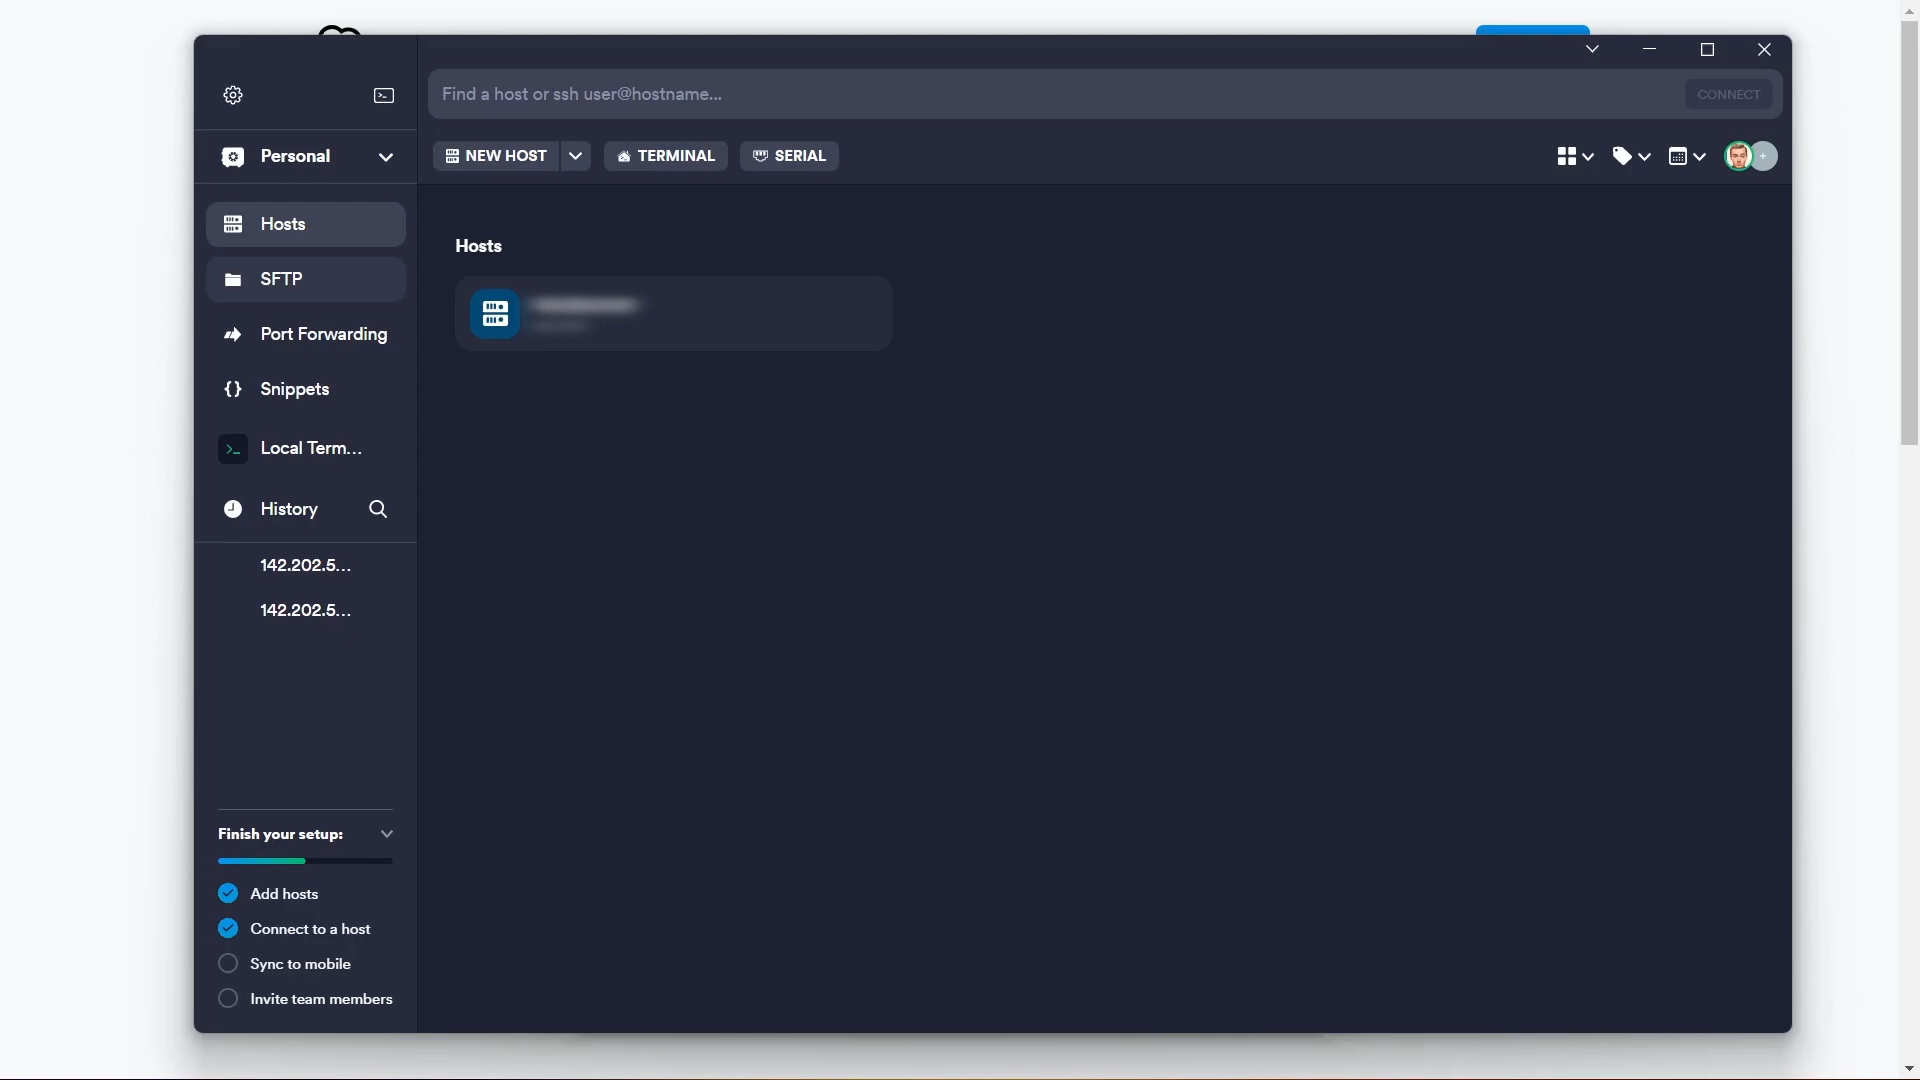 Find a host or ssh user@hostname...
CONNECT
Personal
NEW HOST
TERMINAL
SERIAL
Hosts
SFTP
Port Forwarding
Snippets
Local Term...
History
142.202.5...
142.202.5...
Hosts
Finish your setup:
Add hosts
Connect to a host
Sync to mobile
Invite team members